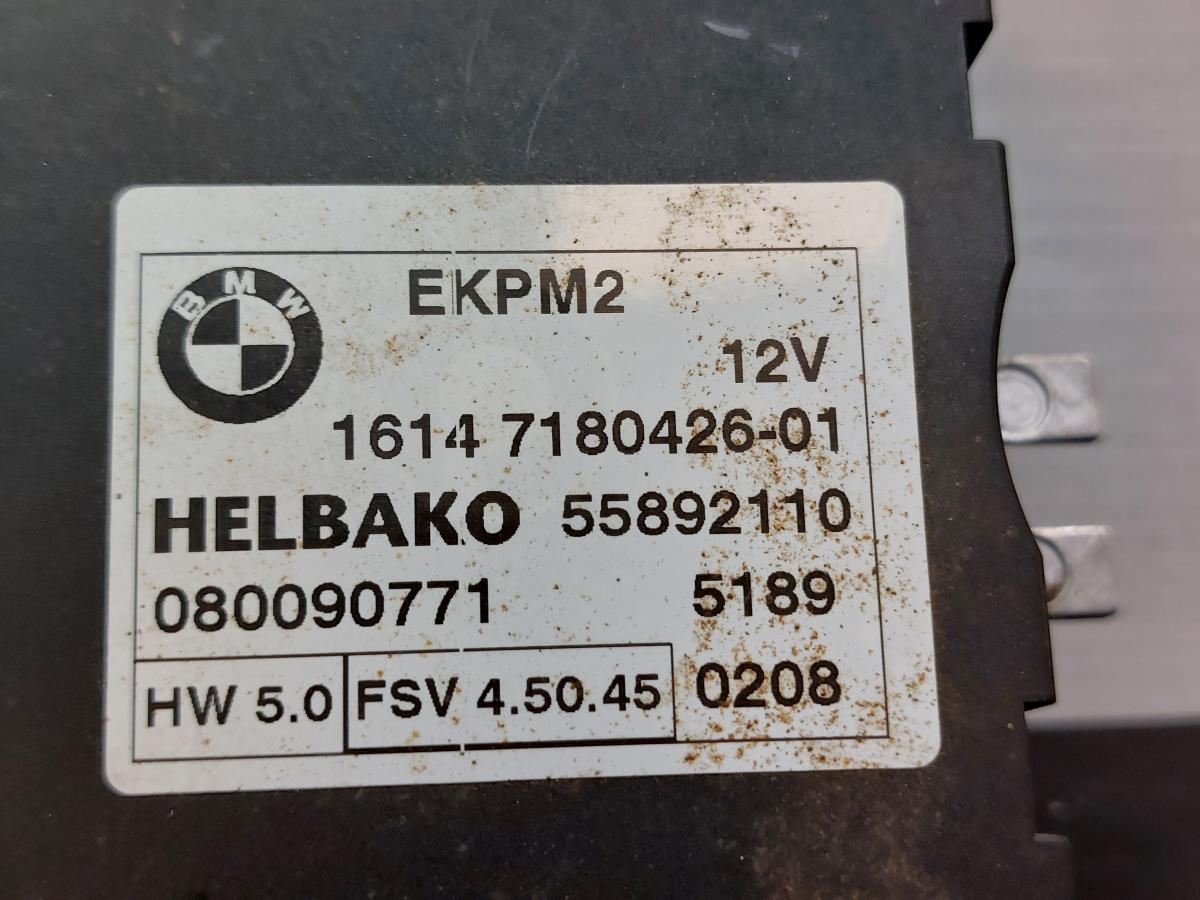 BMW
EKPM2
12V
1614 7180426-01
HELBAKO 55892110
080090771 5189
HW 5.0 FSV 4.50.45 0208